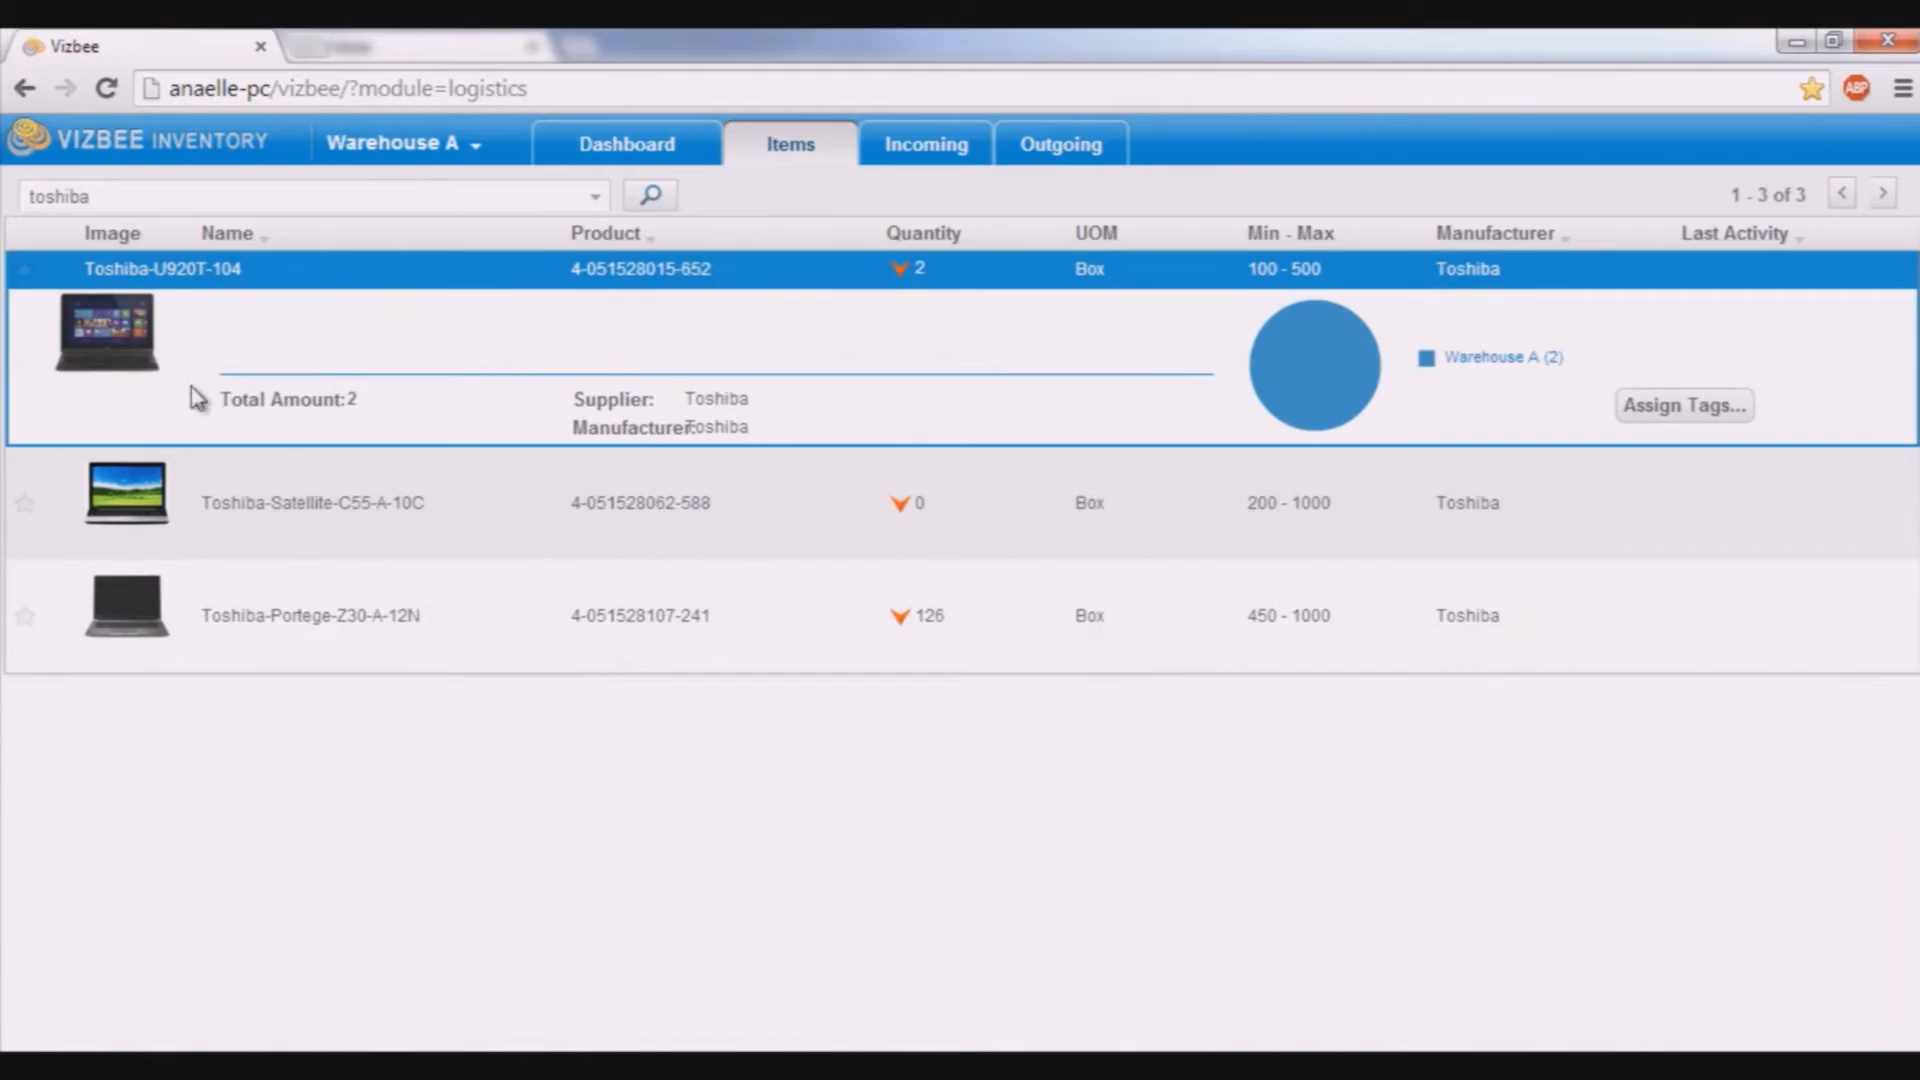 Vizbee
anaelle-pc/vizbee/?module=logistics
ABP
VIZBEE INVENTORY Warehouse A Dashboard Items Incoming Outgoing
toshiba 1 - 3 of 3
Image Name Product Quantity UOM Min - Max Manufacturer Last Activity
Toshiba-U920T-104 4-051528015-652 2 Box 100 - 500 Toshiba
Warehouse A (2)
Total Amount: 2 Supplier: Toshiba Assign Tags...
Manufacturer: Toshiba
Toshiba-Satellite-C55-A-10C 4-051528062-588 0 Box 200 - 1000 Toshiba
Toshiba-Portege-Z30-A-12N 4-051528107-241 126 Box 450 - 1000 Toshiba